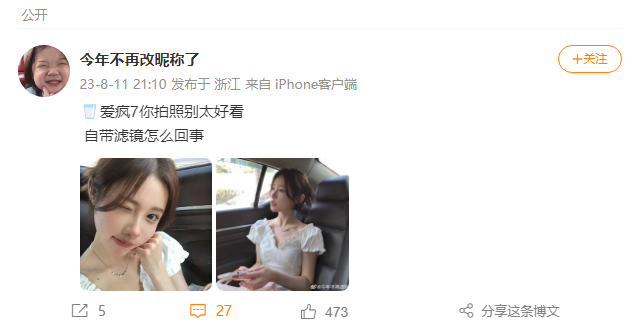 公开
今年不再改昵称了
+关注
23-8-11 21:10 发布于 浙江 来自 iPhone客户端
爱疯7你拍照别太好看
自带滤镜怎么回事
5
27
473
分享这条博文